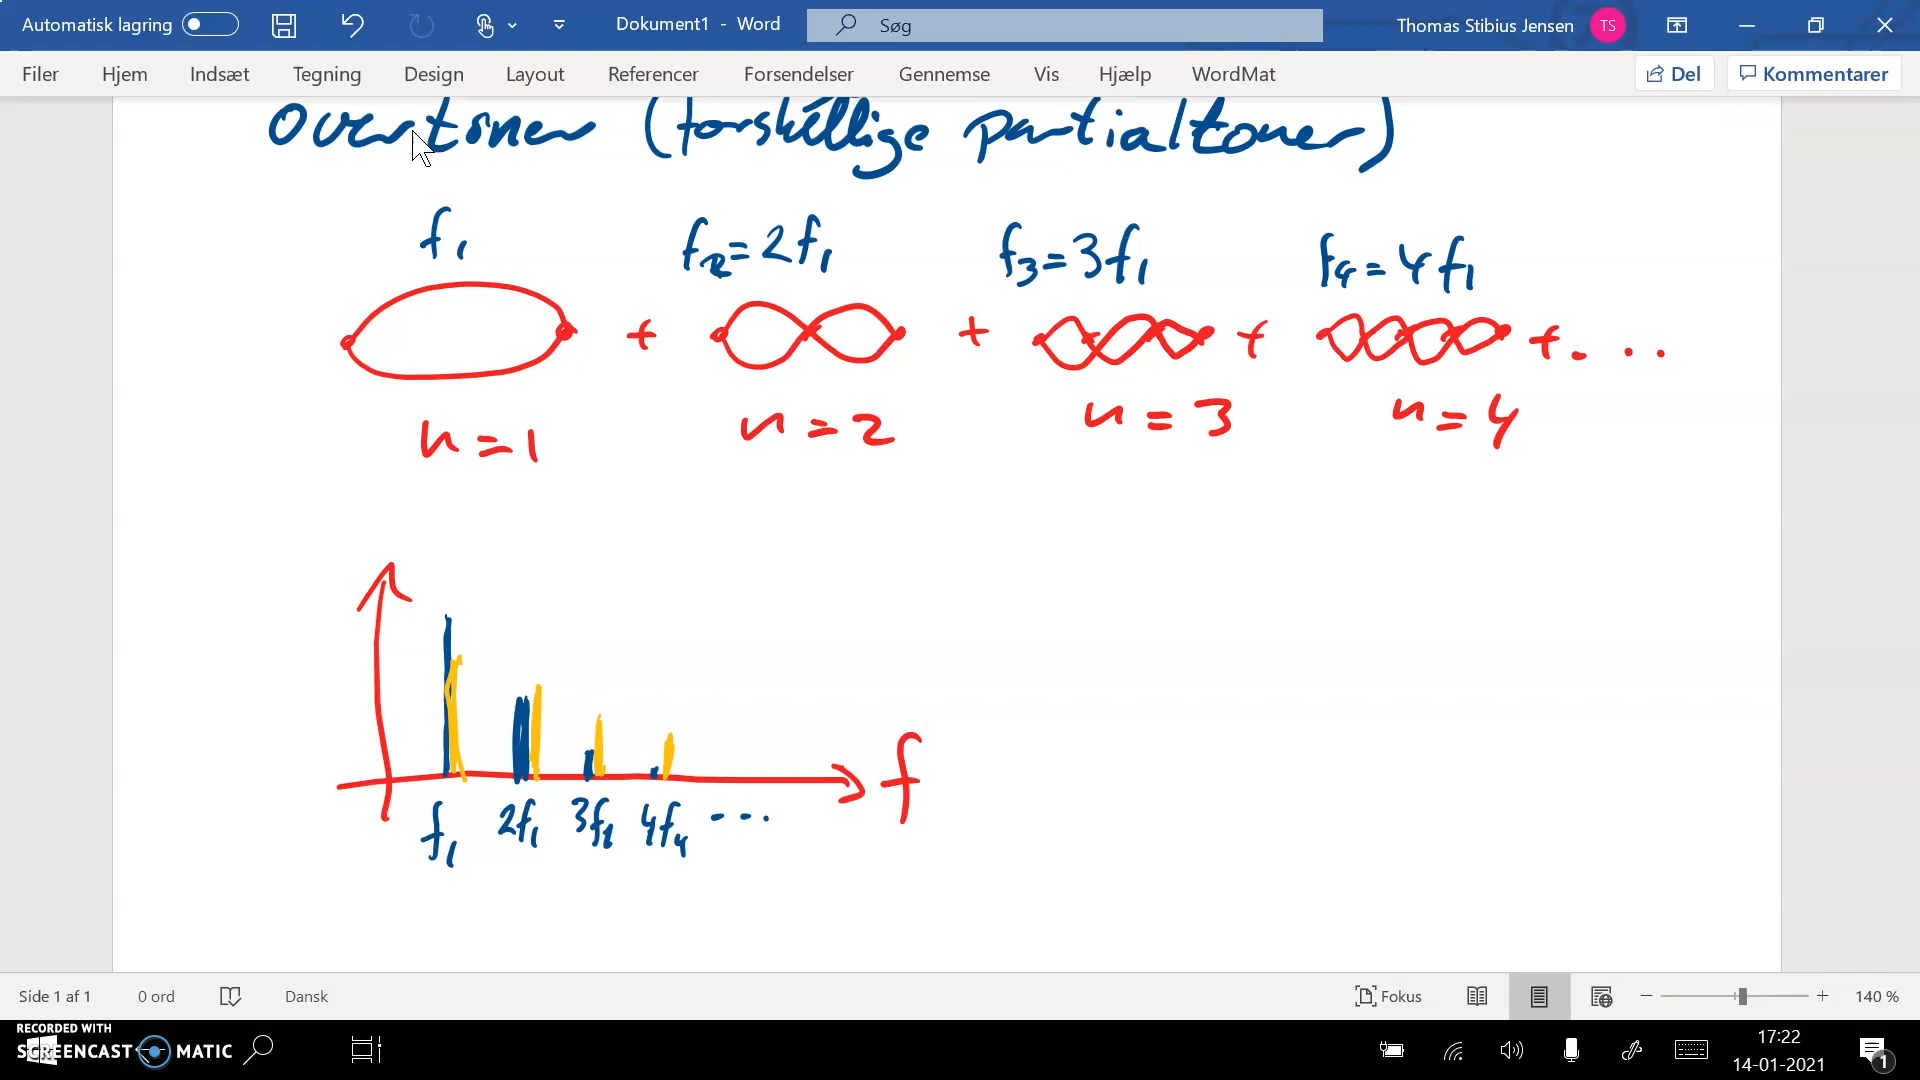 Automatisk lagring Dokument1 - Word Søg Thomas Stibius Jensen TS
Filer Hjem Indsæt Tegning Design Layout Referencer Forsendelser Gennemse Vis Hjælp WordMat Del Kommentarer
Overtoner (forskellige partialtoner)
f₁ f₂=2f₁ f₃=3f₁ f₄=4f₁
+ + + +. ...
n=1 n=2 n=3 n=4
f
f₁ 2f₁ 3f₁ 4f₄ ...
Side 1 af 1 0 ord Dansk Fokus 140 %
RECORDED WITH
SCREENCAST MATIC
17:22
14-01-2021
1